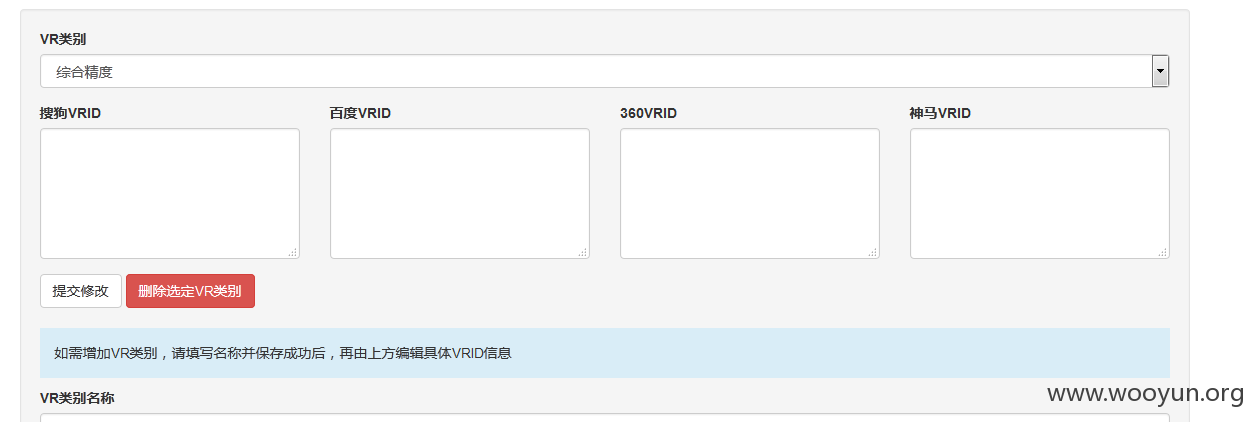 VR类别
综合精度
搜狗VRID 百度VRID 360VRID 神马VRID
提交修改 删除选定VR类别
如需增加VR类别，请填写名称并保存成功后，再由上方编辑具体VRID信息
VR类别名称
www.wooyun.org